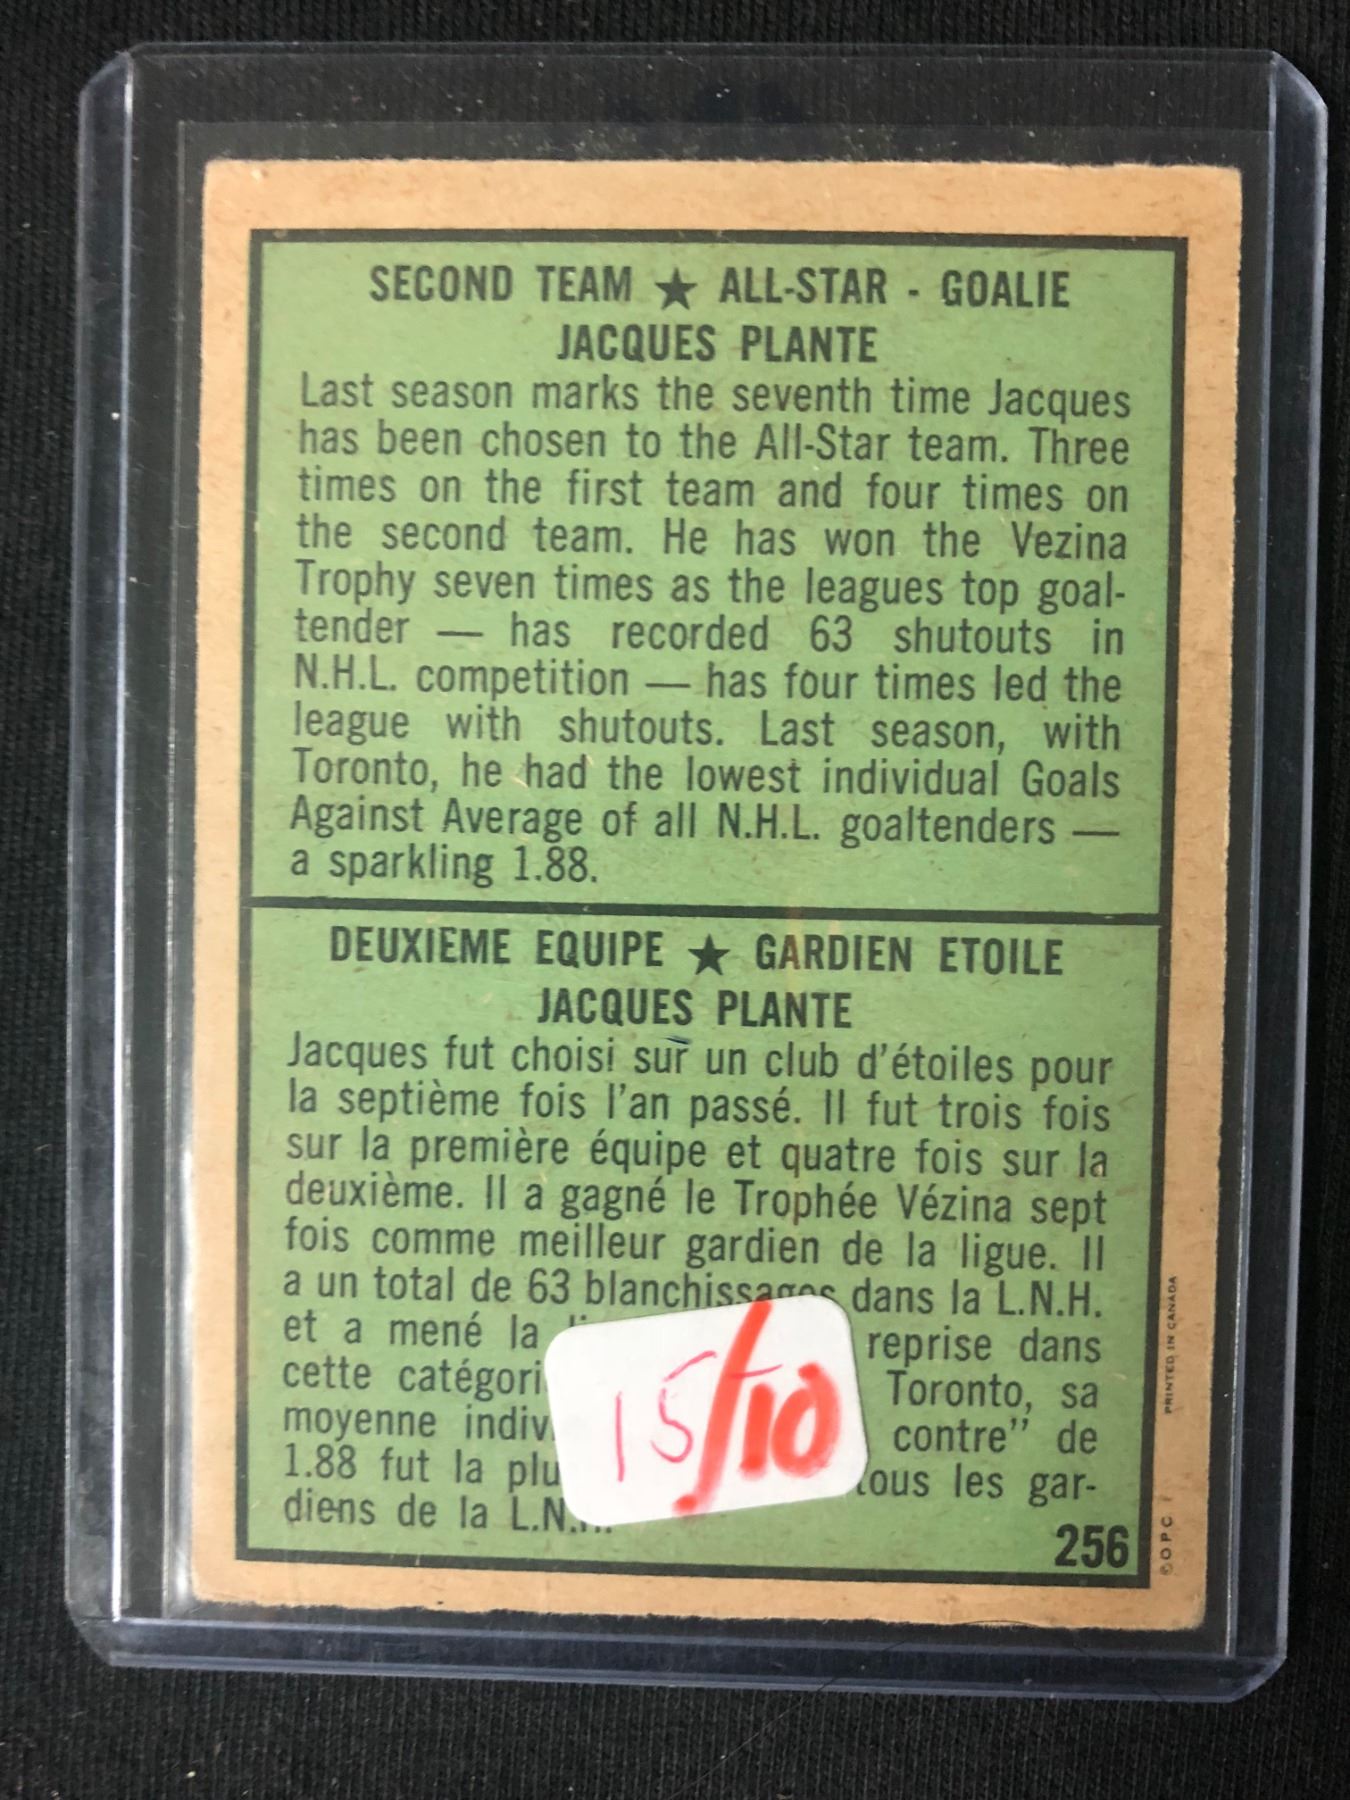 SECOND TEAM ★ ALL-STAR - GOALIE
JACQUES PLANTE
Last season marks the seventh time Jacques
has been chosen to the All-Star team. Three
times on the first team and four times on
the second team. He has won the Vezina
Trophy seven times as the leagues top goal-
tender — has recorded 63 shutouts in
N.H.L. competition — has four times led the
league with shutouts. Last season, with
Toronto, he had the lowest individual Goals
Against Average of all N.H.L. goaltenders —
a sparkling 1.88.
DEUXIEME EQUIPE ★ GARDIEN ETOILE
JACQUES PLANTE
Jacques fut choisi sur un club d'étoiles pour
la septième fois l'an passé. Il fut trois fois
sur la première équipe et quatre fois sur la
deuxième. Il a gagné le Trophée Vézina sept
fois comme meilleur gardien de la ligue. Il
a un total de 63 blanchissages dans la L.N.H.
et a mené la reprise dans
cette Toronto, sa
moyenne contre" de
1.88 fut la tous les gar-
diens de la L.N.H.
15/10
256
PRINTED IN CANADA
© O P C